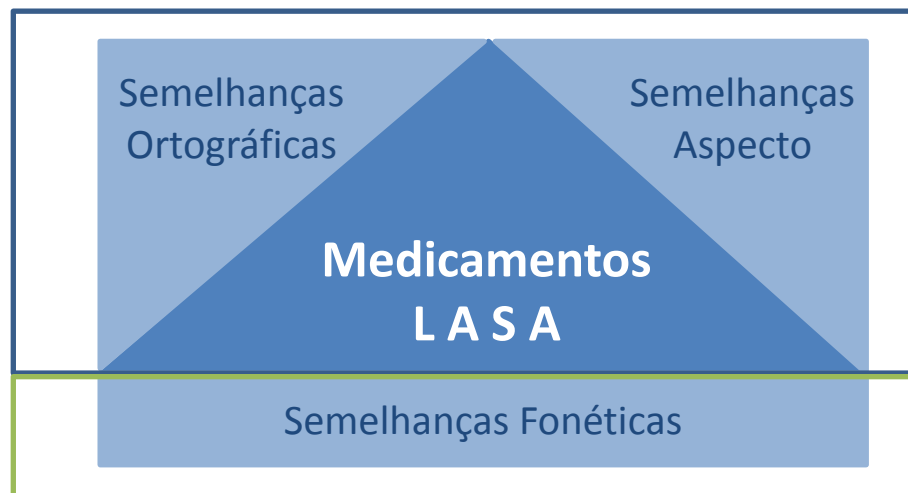 Semelhanças
Ortográficas
Semelhanças
Aspecto
Medicamentos
L A S A
Semelhanças Fonéticas